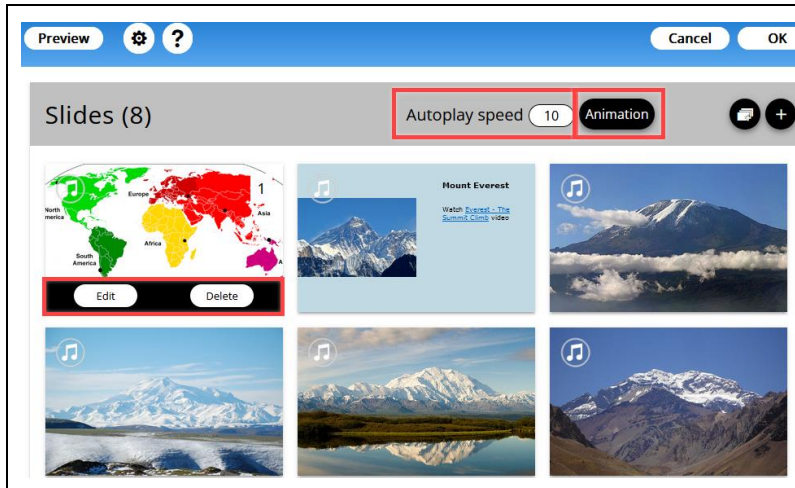 Preview ? Cancel OK
Slides (8) Autoplay speed 10 Animation +
1
Europe
North
merica
Asia
Africa
South
America
A
Edit Delete
Mount Everest
Watch Everest - The
Summit Climb video